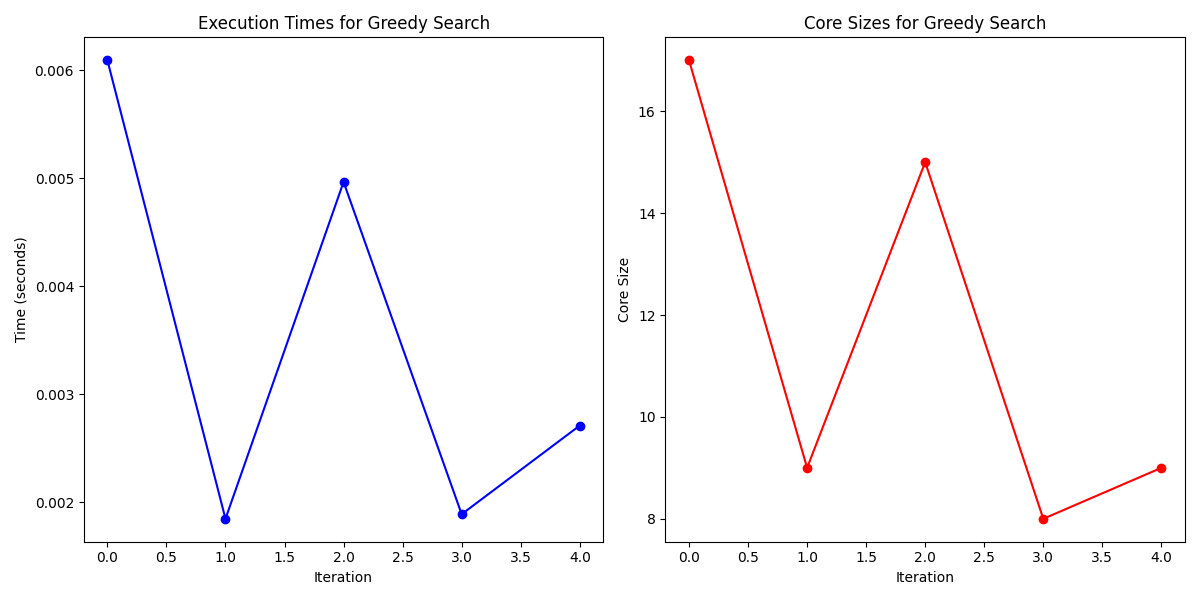 Execution Times for Greedy Search
0.006
0.005
0.004
0.003
0.002
Time (seconds)
0.0 0.5 1.0 1.5 2.0 2.5 3.0 3.5 4.0
Iteration
Core Sizes for Greedy Search
16
14
12
10
8
Core Size
0.0 0.5 1.0 1.5 2.0 2.5 3.0 3.5 4.0
Iteration